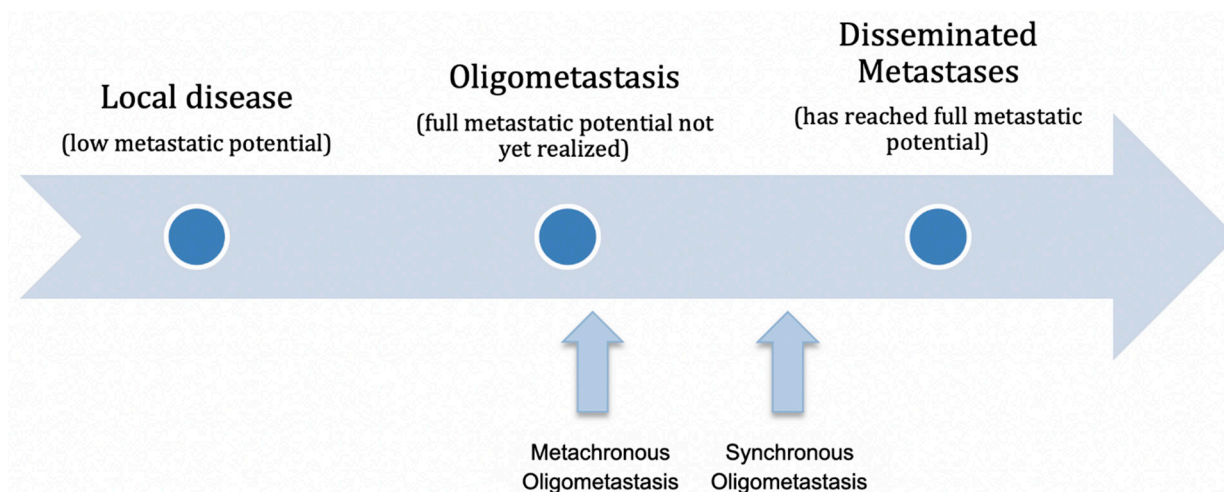 Local disease
(low metastatic potential)
Oligometastasis
(full metastatic potential not
yet realized)
Disseminated
Metastases
(has reached full metastatic
potential)
Metachronous
Oligometastasis
Synchronous
Oligometastasis